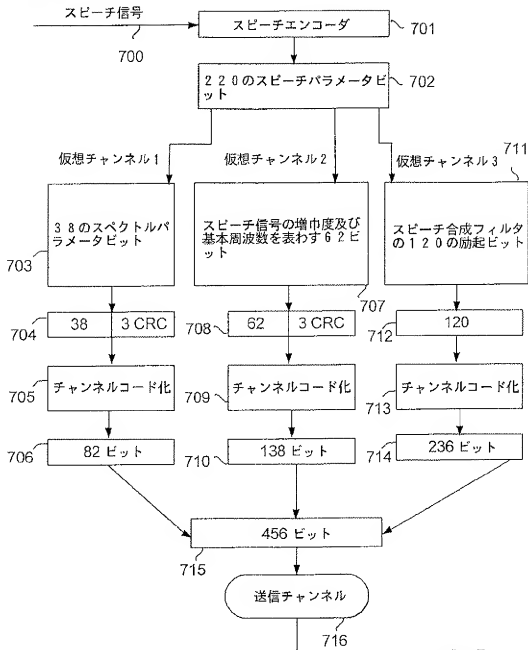 スピーチ信号
700
スピーチエンコーダ
701
220のスピーチパラメータビ
ット
702
仮想チャンネル1
仮想チャンネル2
仮想チャンネル3
711
38のスペクトルパ
ラメータビット
703
スピーチ信号の増巾度及び
基本周波数を表わす62ビ
ット
707
スピーチ合成フィルタ
の120の励起ビット
704
38
3 CRC
708
62
3 CRC
712
120
705
チャンネルコード化
709
チャンネルコード化
713
チャンネルコード化
706
82 ビット
710
138 ビット
714
236 ビット
456 ビット
715
送信チャンネル
716